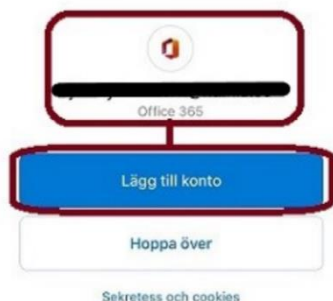 Office 365
Lägg till konto
Hoppa över
Sekretess och cookies